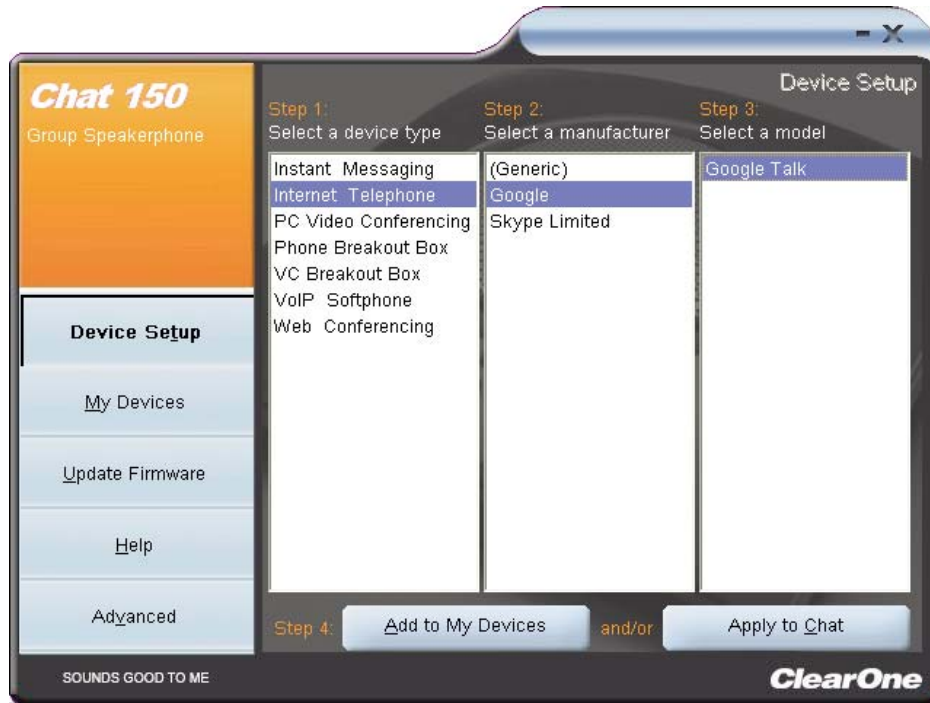 Chat 150
Group Speakerphone
Device Setup
My Devices
Update Firmware
Help
Advanced
SOUNDS GOOD TO ME
Device Setup
Step 1:
Select a device type
Instant Messaging
Internet Telephone
PC Video Conferencing
Phone Breakout Box
VC Breakout Box
VoIP Softphone
Web Conferencing
Step 2:
Select a manufacturer
(Generic)
Google
Skype Limited
Step 3:
Select a model
Google Talk
Step 4: Add to My Devices and/or Apply to Chat
ClearOne